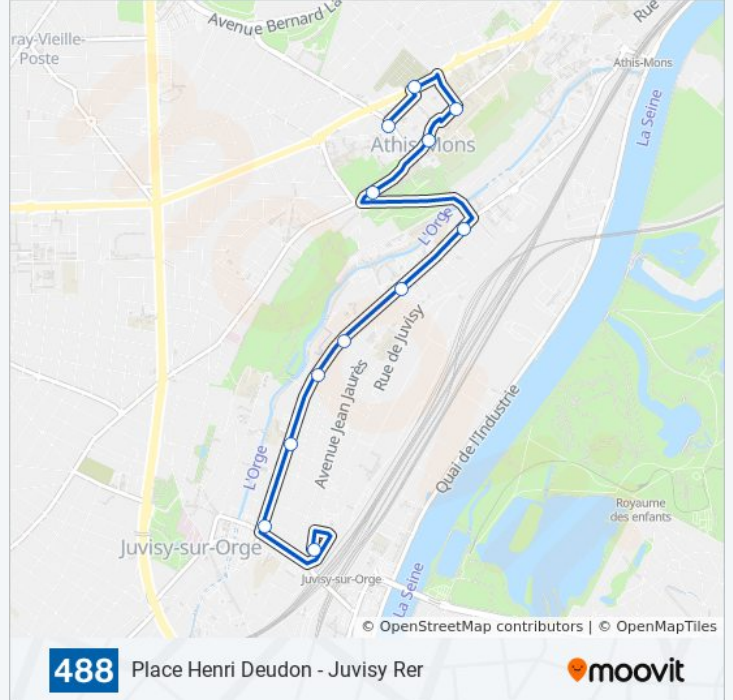 Avenue Bernard La
Rue
ray-Vieille-
Poste
Athis-Mons
La Seine
Athis-Mons
L'Orge
Rue de Juvisy
Avenue Jean Jaurès
Quai de l'Industrie
L'Orge
Royaume
des enfants
Juvisy-sur-Orge
Juvisy-sur-Orge
La Seine
© OpenStreetMap contributors | © OpenMapTiles
488 Place Henri Deudon - Juvisy Rer moovit